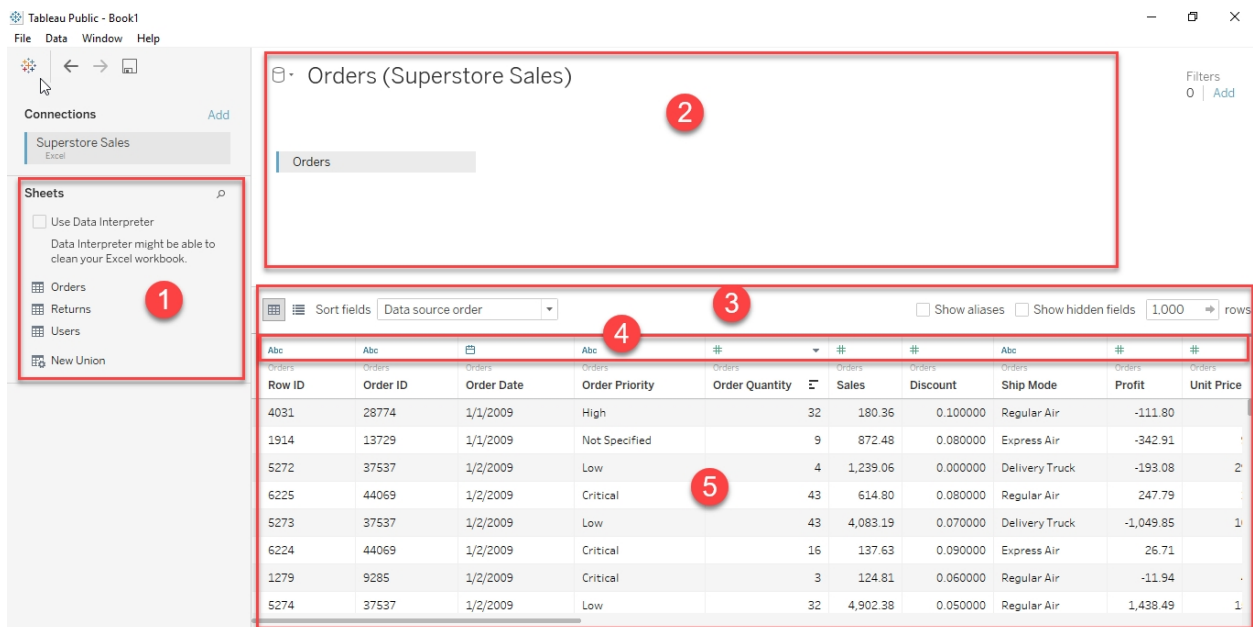 Tableau Public - Book1
File Data Window Help
Connections Add
Superstore Sales
Excel
Sheets
Use Data Interpreter
Data Interpreter might be able to
clean your Excel workbook.
Orders
Returns
Users
New Union
1
Orders (Superstore Sales)
2
Orders
Filters
0 Add
Sort fields Data source order 3 Show aliases Show hidden fields 1,000 rows
4
Abc Abc Abc # # # Abc # #
Orders Orders Orders Orders Orders Orders Orders Orders Orders Orders
Row ID Order ID Order Date Order Priority Order Quantity Sales Discount Ship Mode Profit Unit Price
4031 28774 1/1/2009 High 32 180.36 0.100000 Regular Air -111.80
1914 13729 1/1/2009 Not Specified 9 872.48 0.080000 Express Air -342.91
5272 37537 1/2/2009 Low 4 1,239.06 0.000000 Delivery Truck -193.08
6225 44069 1/2/2009 Critical 43 614.80 0.080000 Regular Air 247.79
5
5273 37537 1/2/2009 Low 43 4,083.19 0.070000 Delivery Truck -1,049.85
6224 44069 1/2/2009 Critical 16 137.63 0.090000 Express Air 26.71
1279 9285 1/2/2009 Critical 3 124.81 0.060000 Regular Air -11.94
5274 37537 1/2/2009 Low 32 4,902.38 0.050000 Regular Air 1,438.49